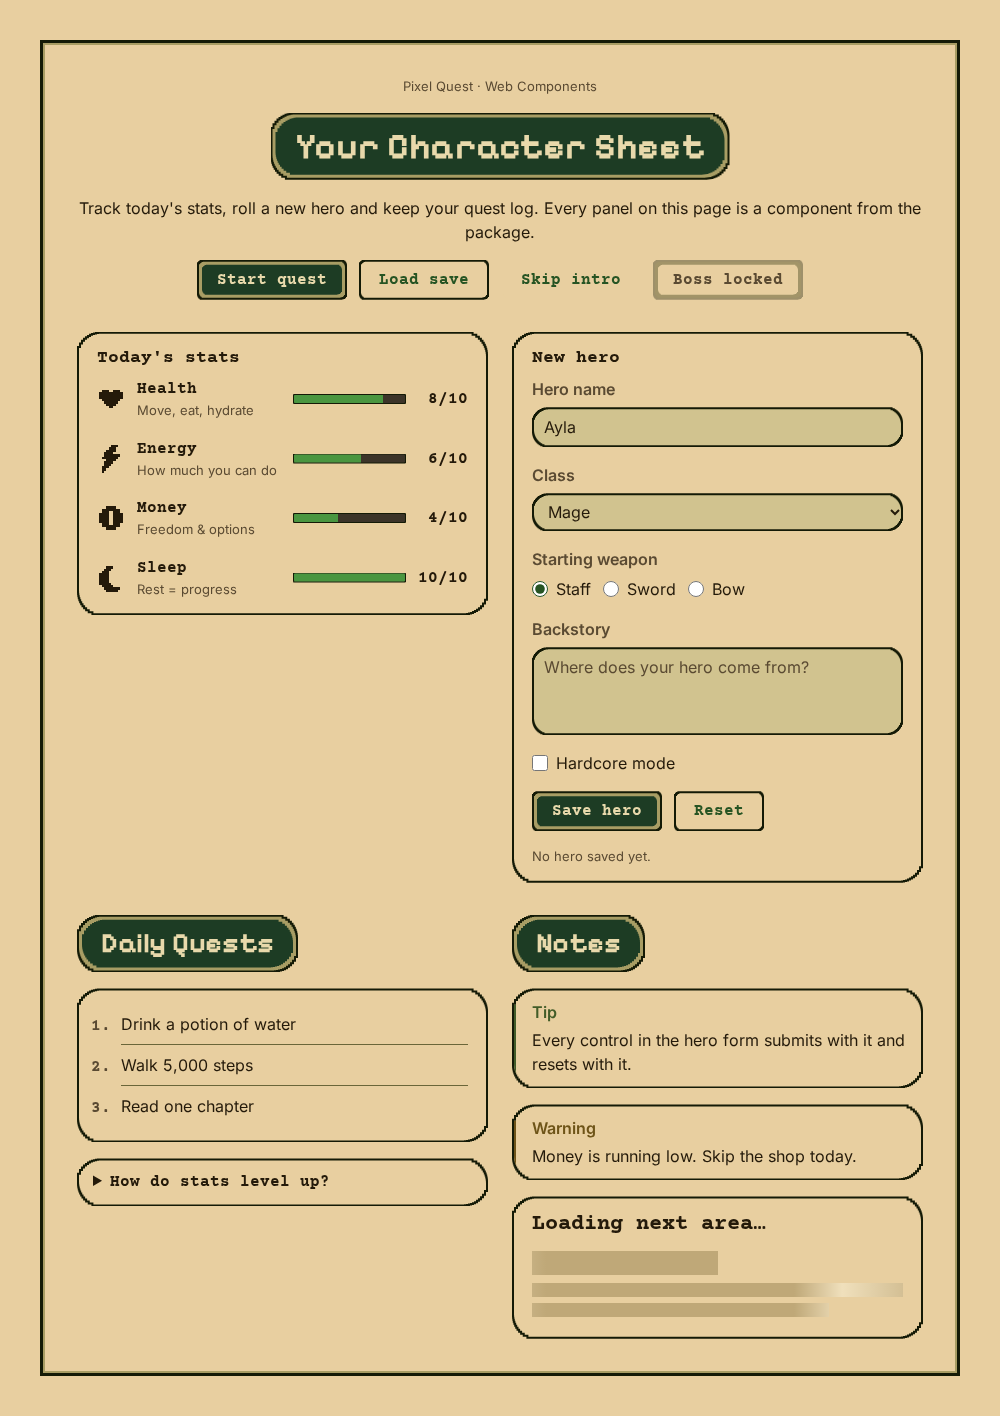 Pixel Quest · Web Components
Your Character Sheet
Track today's stats, roll a new hero and keep your quest log. Every panel on this page is a component from the
package.
Start quest
Load save
Skip intro
Boss locked
Today's stats
Health
Move, eat, hydrate
8/10
Energy
How much you can do
6/10
Money
Freedom & options
4/10
Sleep
Rest = progress
10/10
New hero
Hero name
Ayla
Class
Mage
Starting weapon
Staff Sword Bow
Backstory
Where does your hero come from?
Hardcore mode
Save hero
Reset
No hero saved yet.
Daily Quests
1. Drink a potion of water
2. Walk 5,000 steps
3. Read one chapter
How do stats level up?
Notes
Tip
Every control in the hero form submits with it and
resets with it.
Warning
Money is running low. Skip the shop today.
Loading next area…